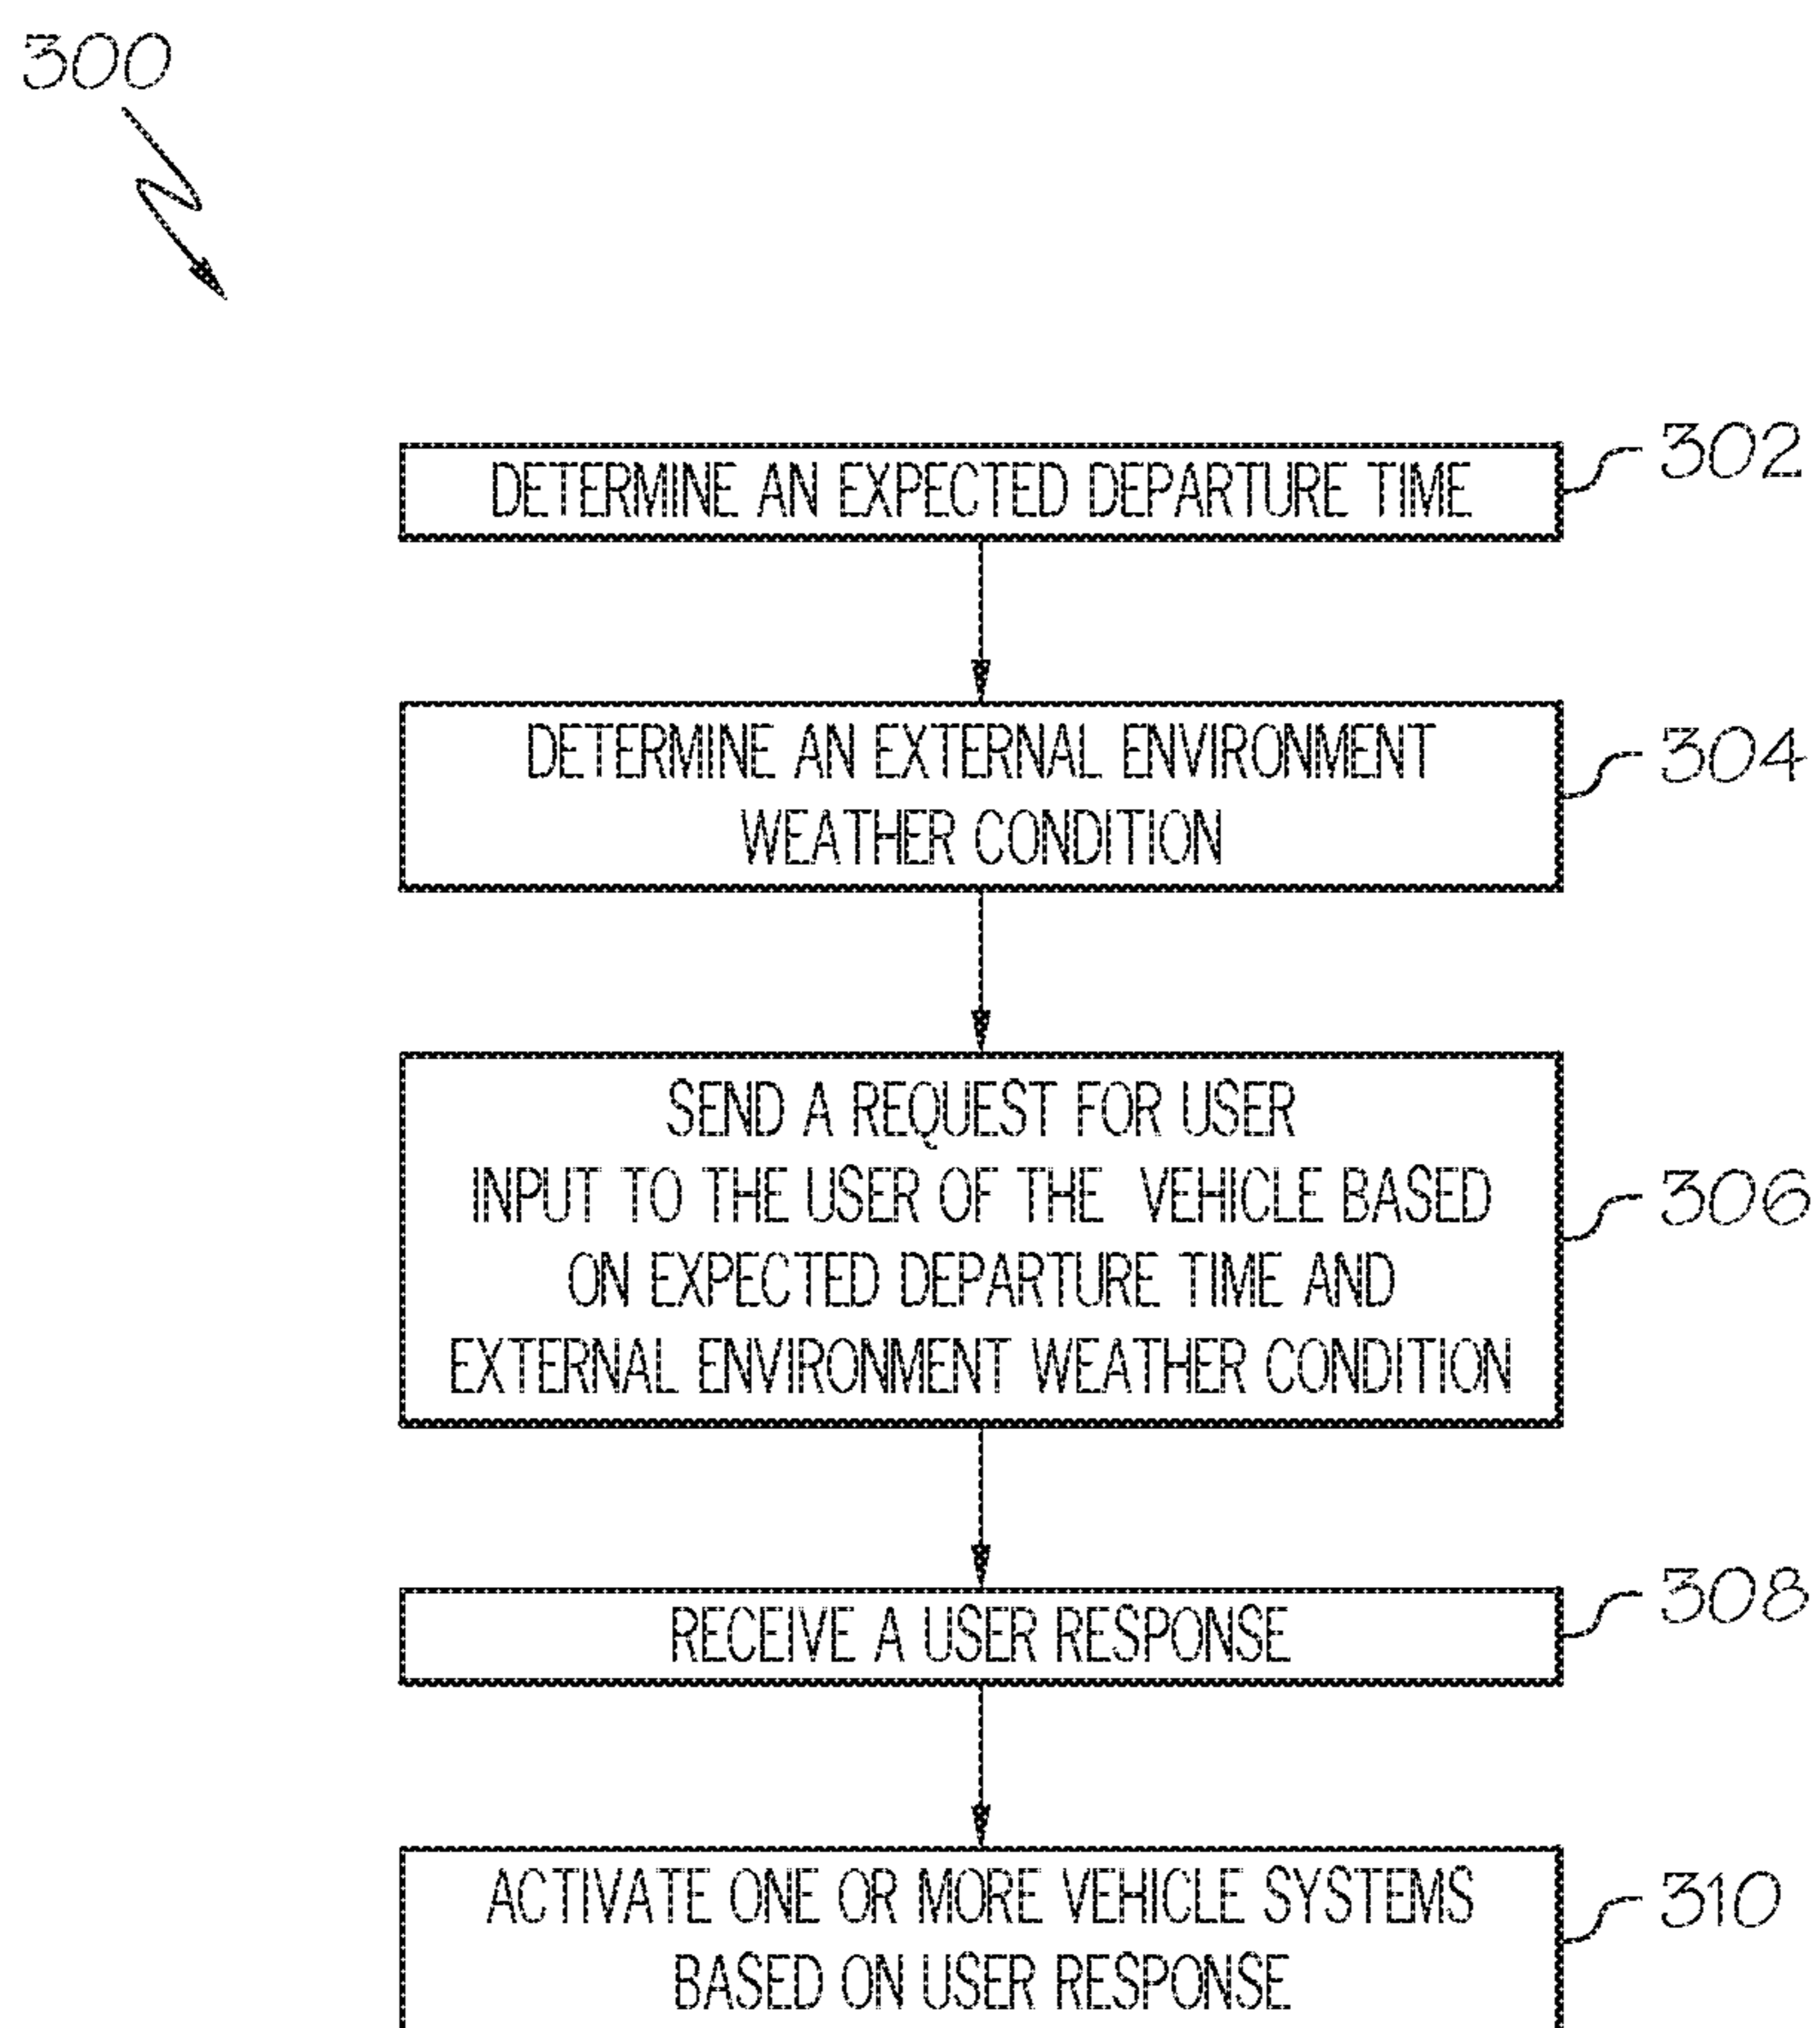 300
DETERMINE AN EXPECTED DEPARTURE TIME
302
DETERMINE AN EXTERNAL ENVIRONMENT
WEATHER CONDITION
304
SEND A REQUEST FOR USER
INPUT TO THE USER OF THE VEHICLE BASED
ON EXPECTED DEPARTURE TIME AND
EXTERNAL ENVIRONMENT WEATHER CONDITION
306
RECEIVE A USER RESPONSE
308
ACTIVATE ONE OR MORE VEHICLE SYSTEMS
BASED ON USER RESPONSE
310